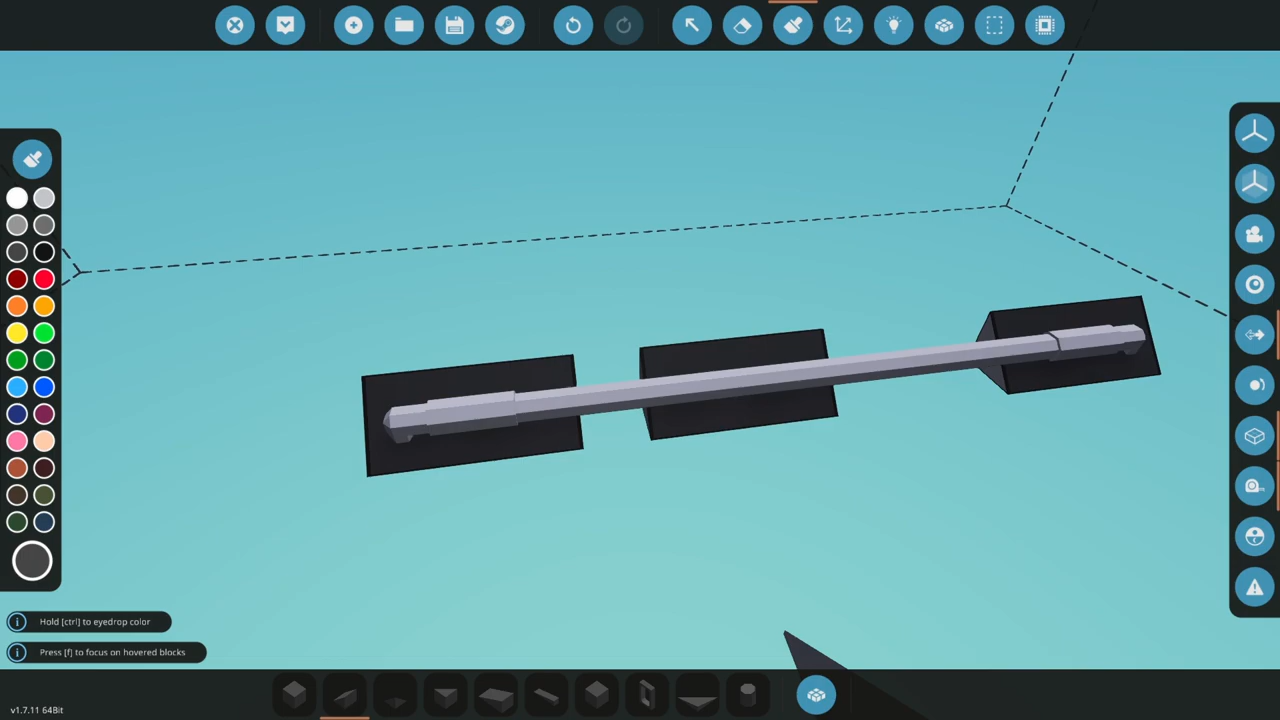 Hold [ctrl] to eyedrop color
Press [f] to focus on hovered blocks
v1.7.11 64Bit